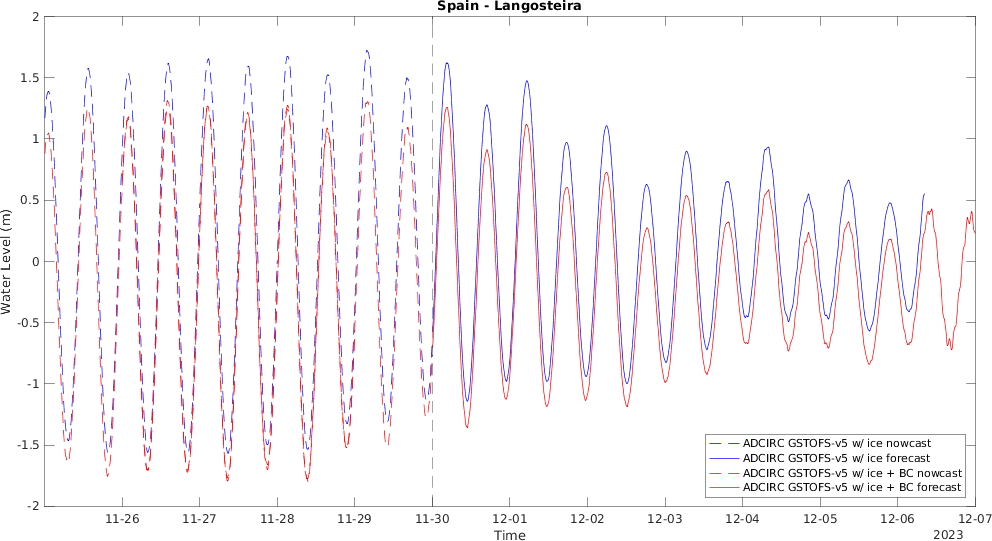 Spain - Langosteira
2
1.5
1
0.5
0
-0.5
-1
-1.5
-2
Water Level (m)
ADCIRC GSTOFS-v5 w/ ice nowcast
ADCIRC GSTOFS-v5 w/ ice forecast
ADCIRC GSTOFS-v5 w/ ice + BC nowcast
ADCIRC GSTOFS-v5 w/ ice + BC forecast
11-26 11-27 11-28 11-29 11-30 12-01 12-02 12-03 12-04 12-05 12-06 12-07
Time
2023